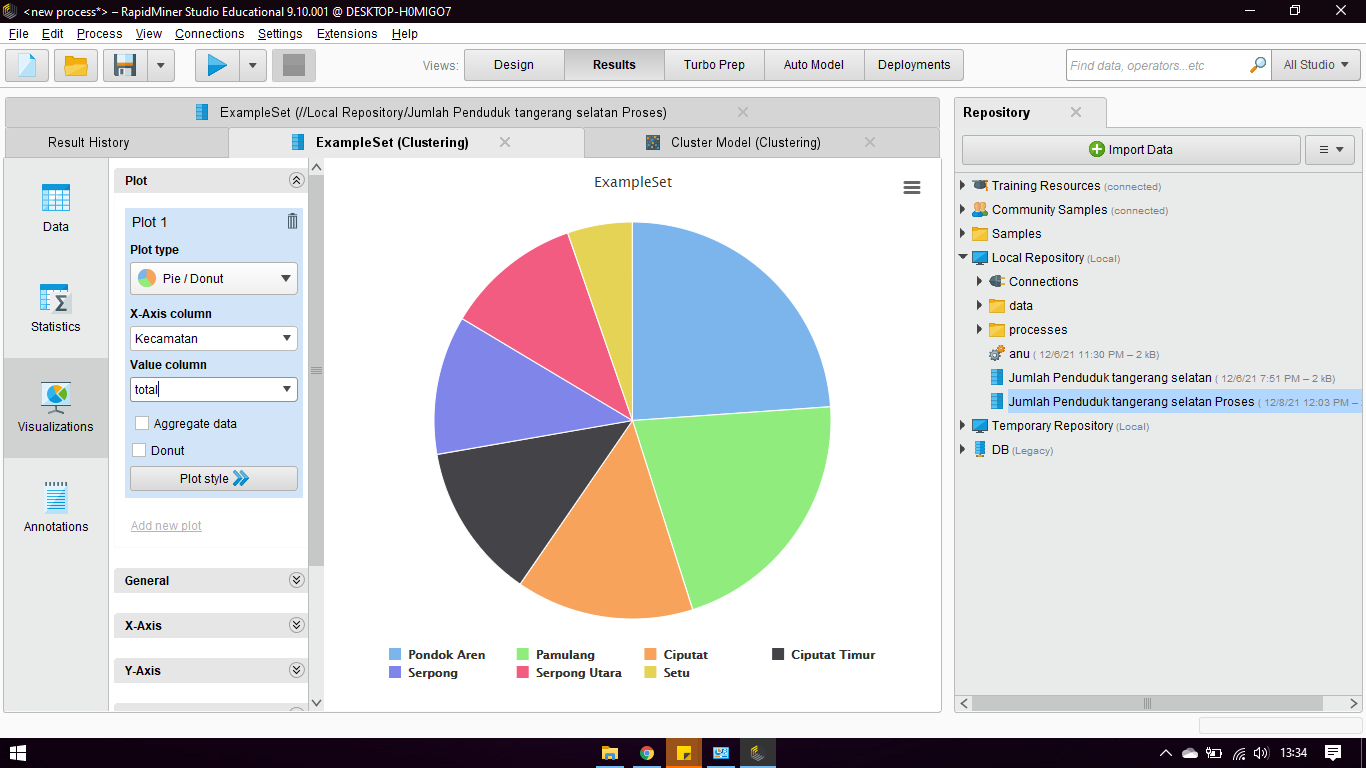 <new process*> – RapidMiner Studio Educational 9.10.001 @ DESKTOP-H0MIGO7
File Edit Process View Connections Settings Extensions Help
Views: Design Results Turbo Prep Auto Model Deployments Find data, operators...etc All Studio
ExampleSet (//Local Repository/Jumlah Penduduk tangerang selatan Proses)
Result History ExampleSet (Clustering) Cluster Model (Clustering)
Data
Statistics
Visualizations
Annotations
Plot
Plot 1
Plot type
Pie / Donut
X-Axis column
Kecamatan
Value column
total
Aggregate data
Donut
Plot style
Add new plot
General
X-Axis
Y-Axis
ExampleSet
Pondok Aren Pamulang Ciputat Ciputat Timur
Serpong Serpong Utara Setu
Repository
Import Data
Training Resources (connected)
Community Samples (connected)
Samples
Local Repository (Local)
Connections
data
processes
anu ( 12/6/21 11:30 PM – 2 kB)
Jumlah Penduduk tangerang selatan ( 12/6/21 7:51 PM – 2 kB)
Jumlah Penduduk tangerang selatan Proses ( 12/8/21 12:03 PM –
Temporary Repository (Local)
DB (Legacy)
13:34